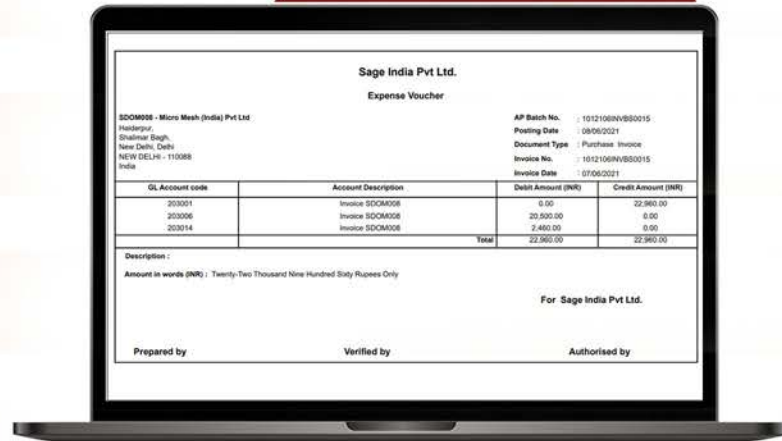 Sage India Pvt Ltd.
Expense Voucher
SDOM008 - Micro Mesh (India) Pvt Ltd
Haiderpur,
Shalimar Bagh,
New Delhi, Delhi
NEW DELHI - 110088
India
AP Batch No. : 1012106INVBS0015
Posting Date : 08/06/2021
Document Type : Purchase Invoice
Invoice No. : 1012106INVBS0015
Invoice Date : 07/06/2021
GL Account code Account Description Debit Amount (INR) Credit Amount (INR)
203001 Invoice SDOM008 0.00 22,960.00
203006 Invoice SDOM008 20,500.00 0.00
203014 Invoice SDOM008 2,460.00 0.00
Total 22,960.00 22,960.00
Description :
Amount in words (INR) : Twenty-Two Thousand Nine Hundred Sixty Rupees Only
For Sage India Pvt Ltd.
Prepared by Verified by Authorised by